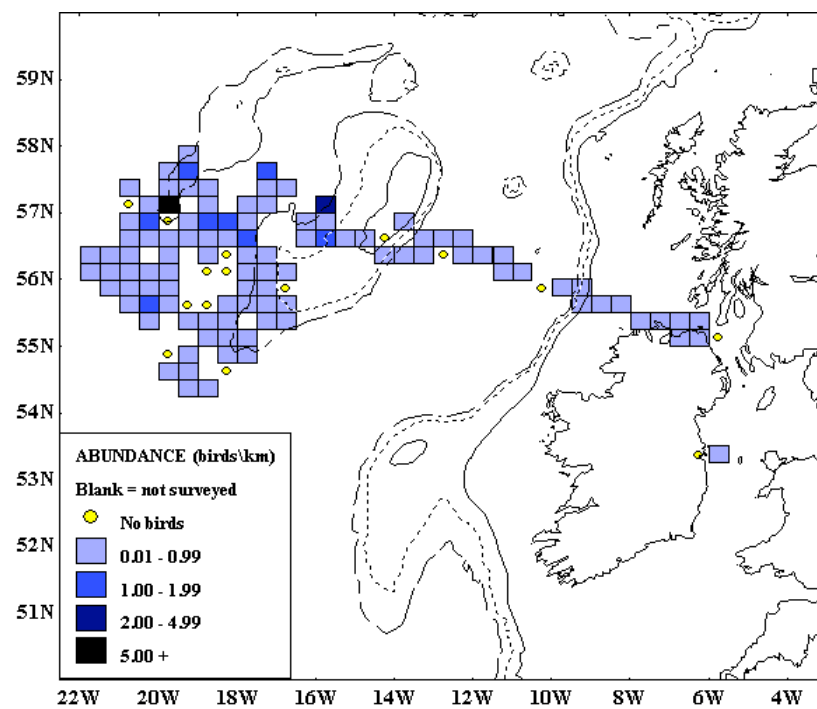 59N
58N
57N
56N
55N
54N
53N
52N
51N
ABUNDANCE (birds\km)
Blank = not surveyed
No birds
0.01 - 0.99
1.00 - 1.99
2.00 - 4.99
5.00 +
22W 20W 18W 16W 14W 12W 10W 8W 6W 4W